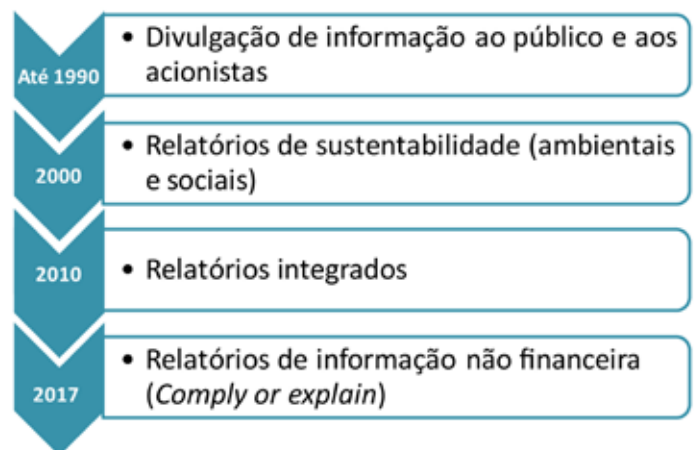 Até 1990
• Divulgação de informação ao público e aos
acionistas
2000
• Relatórios de sustentabilidade (ambientais
e sociais)
2010
• Relatórios integrados
2017
• Relatórios de informação não financeira
(Comply or explain)